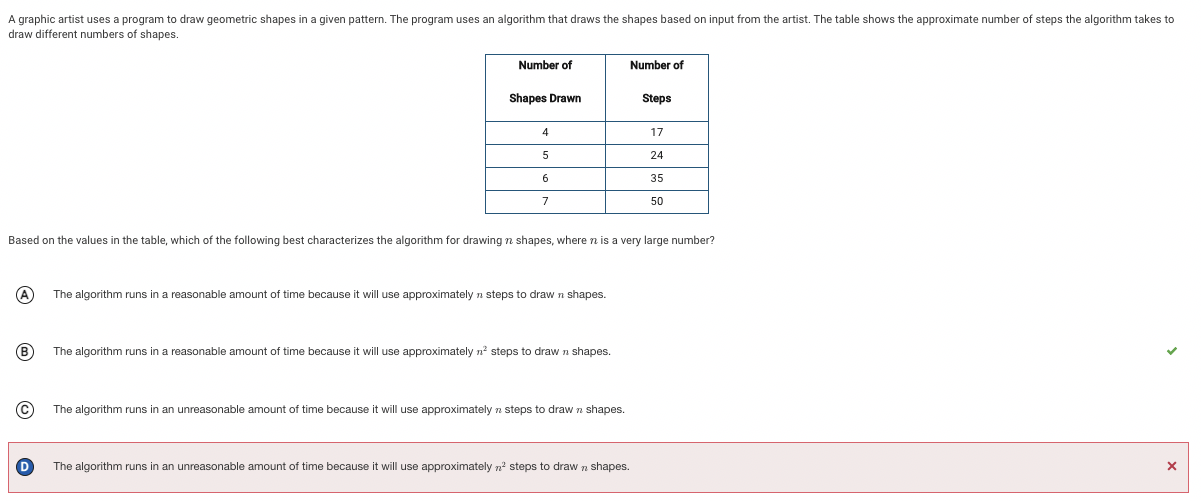 A graphic artist uses a program to draw geometric shapes in a given pattern. The program uses an algorithm that draws the shapes based on input from the artist. The table shows the approximate number of steps the algorithm takes to
draw different numbers of shapes.
Number of Number of
Shapes Drawn Steps
4 17
5 24
6 35
7 50
Based on the values in the table, which of the following best characterizes the algorithm for drawing n shapes, where n is a very large number?
A The algorithm runs in a reasonable amount of time because it will use approximately n steps to draw n shapes.
B The algorithm runs in a reasonable amount of time because it will use approximately n² steps to draw n shapes.
C The algorithm runs in an unreasonable amount of time because it will use approximately n steps to draw n shapes.
D The algorithm runs in an unreasonable amount of time because it will use approximately n² steps to draw n shapes.